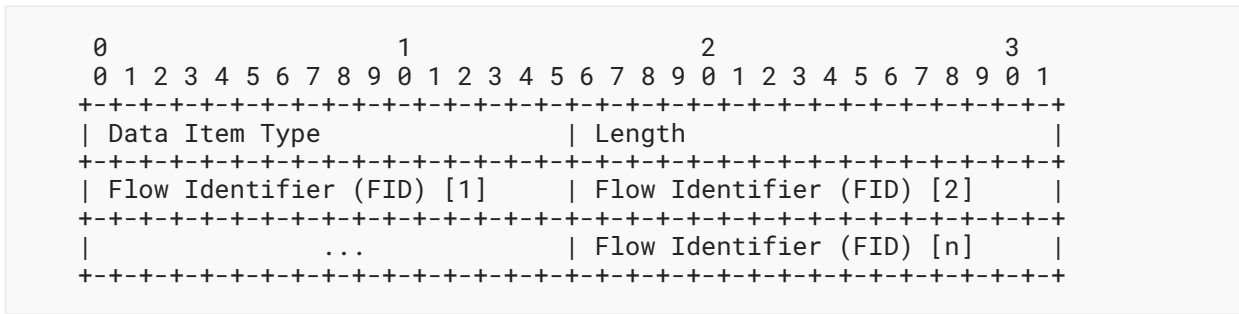 0                   1                   2                   3
 0 1 2 3 4 5 6 7 8 9 0 1 2 3 4 5 6 7 8 9 0 1 2 3 4 5 6 7 8 9 0 1
+-+-+-+-+-+-+-+-+-+-+-+-+-+-+-+-+-+-+-+-+-+-+-+-+-+-+-+-+-+-+-+-+
| Data Item Type                | Length                        |
+-+-+-+-+-+-+-+-+-+-+-+-+-+-+-+-+-+-+-+-+-+-+-+-+-+-+-+-+-+-+-+-+
| Flow Identifier (FID) [1]     | Flow Identifier (FID) [2]     |
+-+-+-+-+-+-+-+-+-+-+-+-+-+-+-+-+-+-+-+-+-+-+-+-+-+-+-+-+-+-+-+-+
|               ...             | Flow Identifier (FID) [n]     |
+-+-+-+-+-+-+-+-+-+-+-+-+-+-+-+-+-+-+-+-+-+-+-+-+-+-+-+-+-+-+-+-+